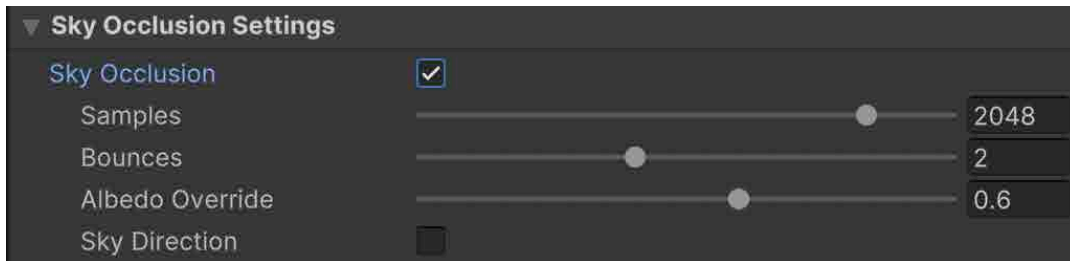 Sky Occlusion Settings
Sky Occlusion
Samples 2048
Bounces 2
Albedo Override 0.6
Sky Direction